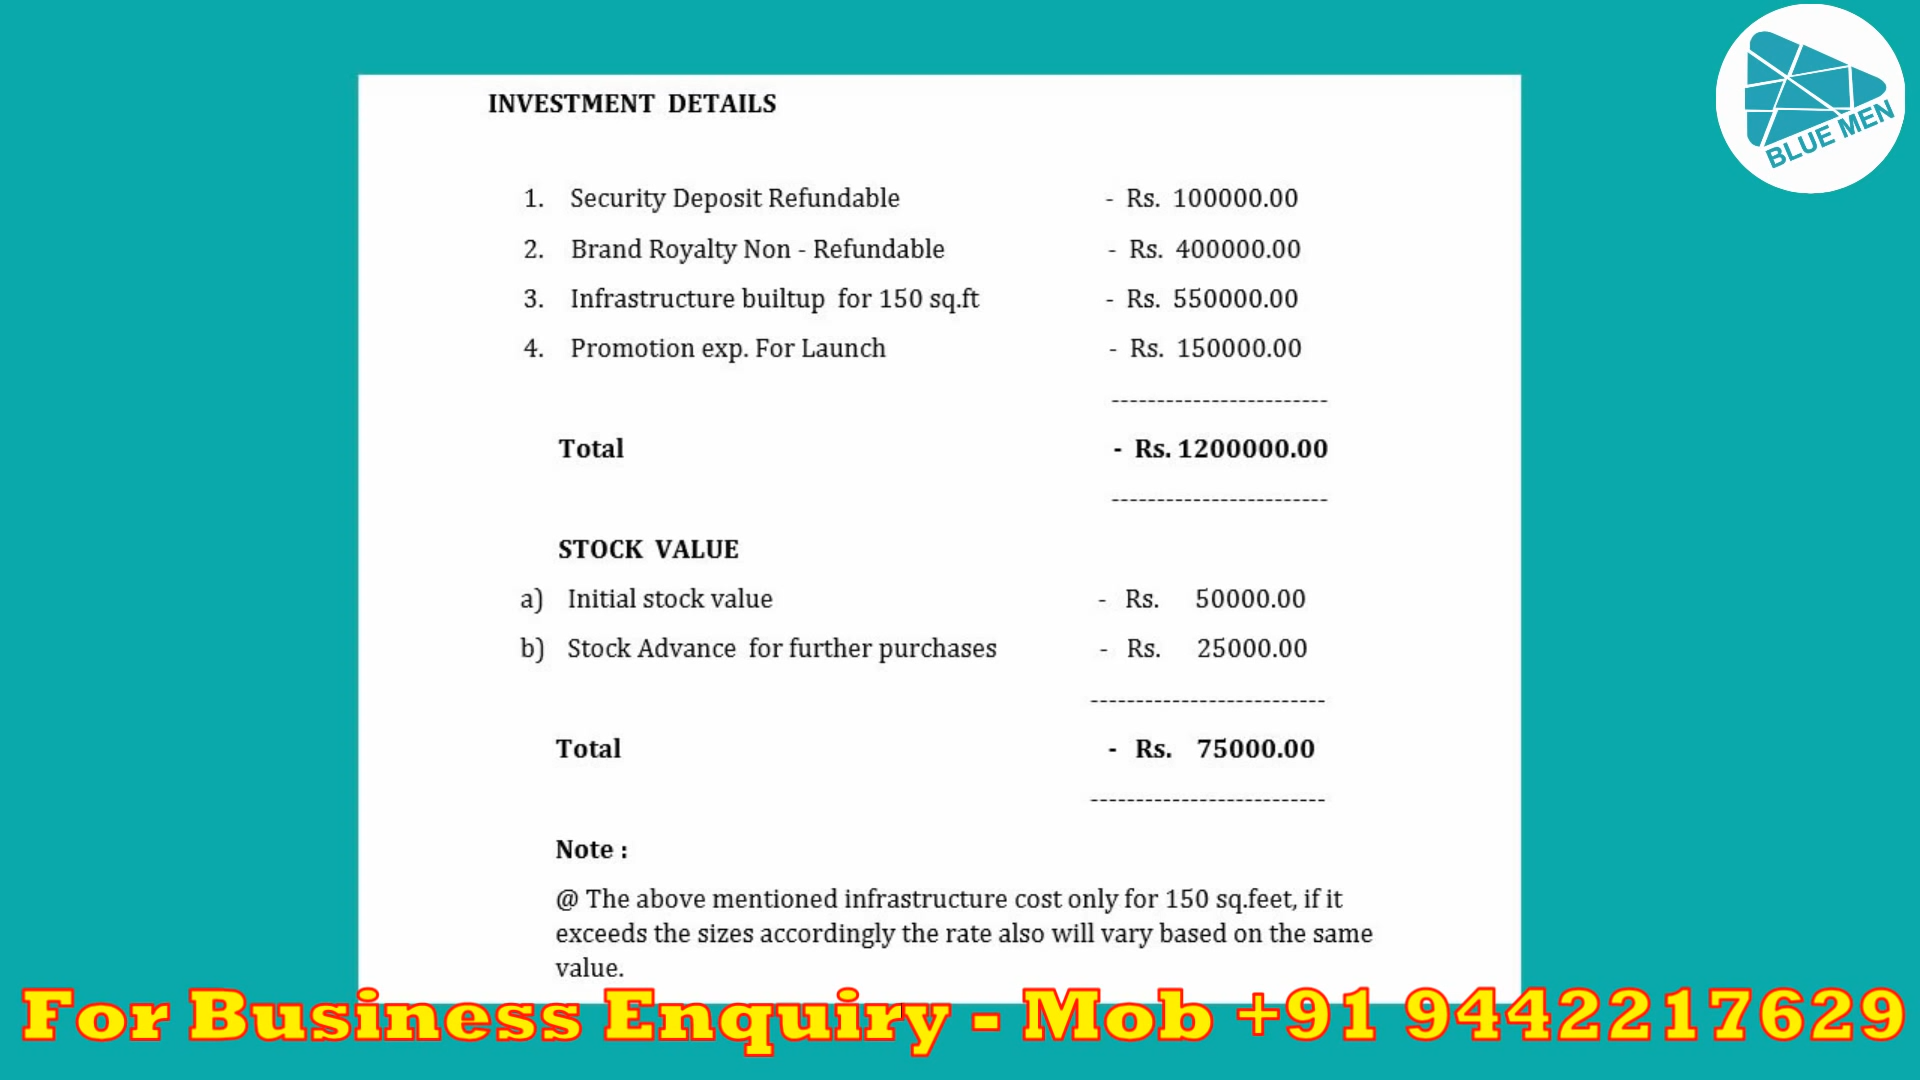 BLUE MEN
INVESTMENT DETAILS
1. Security Deposit Refundable - Rs. 100000.00
2. Brand Royalty Non - Refundable - Rs. 400000.00
3. Infrastructure builtup for 150 sq.ft - Rs. 550000.00
4. Promotion exp. For Launch - Rs. 150000.00
------------------------
Total - Rs. 1200000.00
------------------------
STOCK VALUE
a) Initial stock value - Rs. 50000.00
b) Stock Advance for further purchases - Rs. 25000.00
--------------------------
Total - Rs. 75000.00
--------------------------
Note :
@ The above mentioned infrastructure cost only for 150 sq.feet, if it
exceeds the sizes accordingly the rate also will vary based on the same
value.
For Business Enquiry - Mob +91 9442217629